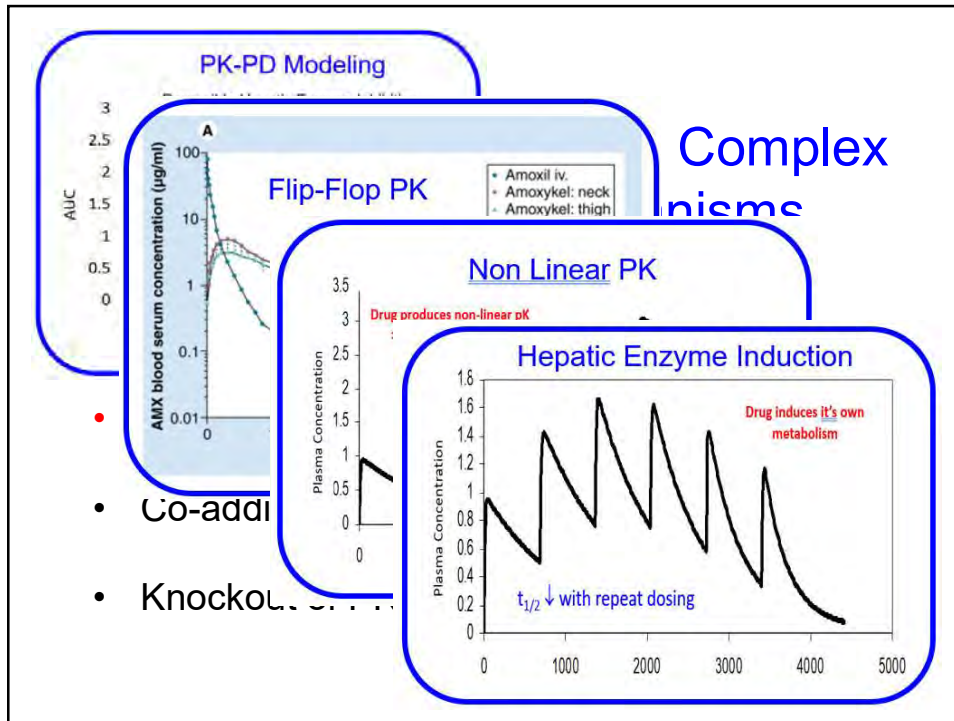 PK-PD Modeling
3
2.5
2
1.5
1
0.5
0
AUC
Complex
A
Flip-Flop PK
AMX blood serum concentration (µg/ml)
100
10
1
0.1
0.01
0
Amoxil iv.
Amoxykel: neck
Amoxykel: thigh
Non Linear PK
Drug produces non-linear pK
Plasma Concentration
3.5
3
2.5
2
1.5
1
0.5
0
0
Hepatic Enzyme Induction
Drug induces it's own
metabolism
Plasma Concentration
1.8
1.6
1.4
1.2
1
0.8
0.6
0.4
0.2
0
t1/2 ↓ with repeat dosing
0 1000 2000 3000 4000 5000
•
• Co-addi
• Knockout